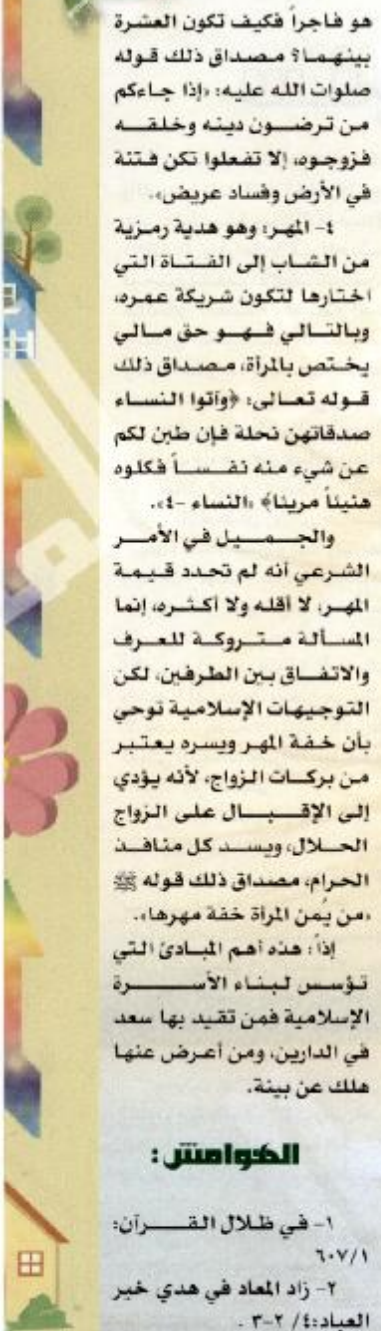 هو فاجراً فكيف تكون العشرة
بينهما؟ مصداق ذلك قوله
صلوات الله عليه: «إذا جاءكم
من ترضون دينه وخلقه
فزوجوه، إلا تفعلوا تكن فتنة
في الأرض وفساد عريض».
٤- المهر: وهو هدية رمزية
من الشاب إلى الفتاة التي
اختارها لتكون شريكة عمره،
وبالتالي فهو حق مالي
يختص بالمرأة، مصداق ذلك
قوله تعالى: ﴿وآتوا النساء
صدقاتهن نحلة فإن طبن لكم
عن شيء منه نفساً فكلوه
هنيئاً مريئا﴾ «النساء -٤».
والجميل في الأمر
الشرعي أنه لم تحدد قيمة
المهر، لا أقله ولا أكثره، إنما
المسألة متروكة للعرف
والاتفاق بين الطرفين، لكن
التوجيهات الإسلامية توحي
بأن خفة المهر ويسره يعتبر
من بركات الزواج، لأنه يؤدي
إلى الإقبال على الزواج
الحلال، ويسد كل منافذ
الحرام، مصداق ذلك قوله ﷺ
«من يُمن المرأة خفة مهرها».
إذاً: هذه أهم المبادئ التي
تؤسس لبناء الأسرة
الإسلامية فمن تقيد بها سعد
في الدارين، ومن أعرض عنها
هلك عن بينة.
الهوامش:
١- في ظلال القرآن:
٦٠٧/١
٢- زاد المعاد في هدي خير
العباد:٤/ ٢-٣ .